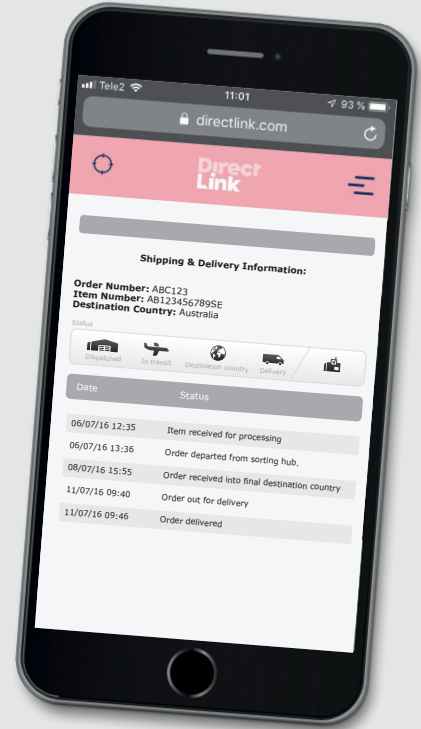 Tele2
11:01
93 %
directlink.com
Direct
Link
Shipping & Delivery Information:
Order Number: ABC123
Item Number: AB123456789SE
Destination Country: Australia
Status
Dispatched In transit Destination country Delivery
Date Status
06/07/16 12:35 Item received for processing
06/07/16 13:36 Order departed from sorting hub.
08/07/16 15:55 Order received into final destination country
11/07/16 09:40 Order out for delivery
11/07/16 09:46 Order delivered